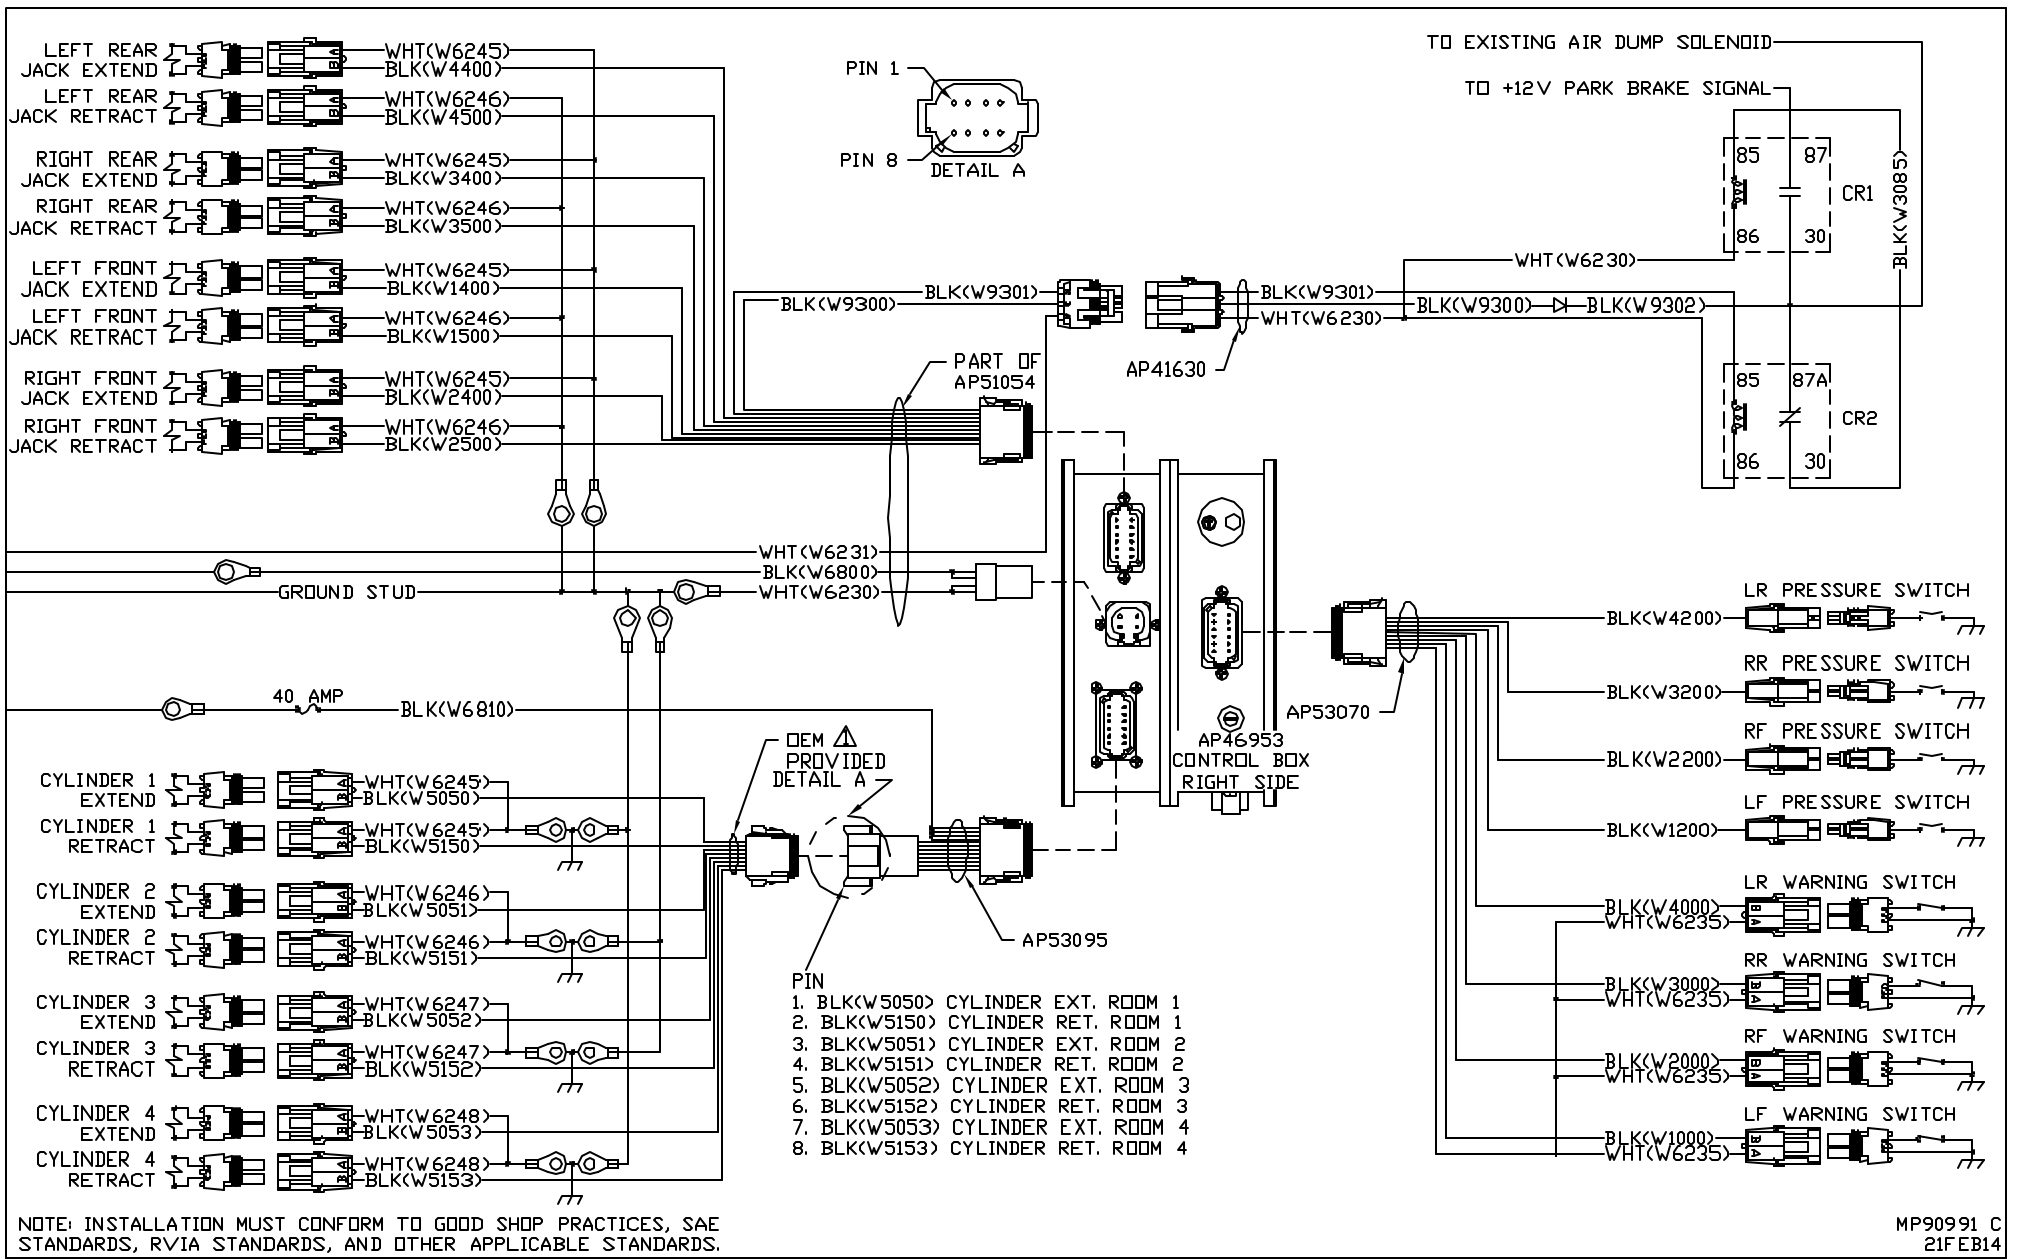 LEFT REAR
JACK EXTEND
WHT(W6245)
BLK(W4400)
LEFT REAR
JACK RETRACT
WHT(W6246)
BLK(W4500)
RIGHT REAR
JACK EXTEND
WHT(W6245)
BLK(W3400)
RIGHT REAR
JACK RETRACT
WHT(W6246)
BLK(W3500)
LEFT FRONT
JACK EXTEND
WHT(W6245)
BLK(W1400)
LEFT FRONT
JACK RETRACT
WHT(W6246)
BLK(W1500)
RIGHT FRONT
JACK EXTEND
WHT(W6245)
BLK(W2400)
RIGHT FRONT
JACK RETRACT
WHT(W6246)
BLK(W2500)
PIN 1
PIN 8
DETAIL A
TO EXISTING AIR DUMP SOLENOID
TO +12V PARK BRAKE SIGNAL
85 87
CR1
86 30
BLK(W3085)
WHT(W6230)
BLK(W9301)
BLK(W9300)
BLK(W9301)
BLK(W9300)
BLK(W9302)
WHT(W6230)
AP41630
PART OF
AP51054
85 87A
CR2
86 30
WHT(W6231)
BLK(W6800)
GROUND STUD
WHT(W6230)
40 AMP
BLK(W6810)
AP46953
CONTROL BOX
RIGHT SIDE
AP53070
OEM 1
PROVIDED
DETAIL A
AP53095
CYLINDER 1
EXTEND
WHT(W6245)
BLK(W5050)
CYLINDER 1
RETRACT
WHT(W6245)
BLK(W5150)
CYLINDER 2
EXTEND
WHT(W6246)
BLK(W5051)
CYLINDER 2
RETRACT
WHT(W6246)
BLK(W5151)
CYLINDER 3
EXTEND
WHT(W6247)
BLK(W5052)
CYLINDER 3
RETRACT
WHT(W6247)
BLK(W5152)
CYLINDER 4
EXTEND
WHT(W6248)
BLK(W5053)
CYLINDER 4
RETRACT
WHT(W6248)
BLK(W5153)
PIN
1. BLK(W5050) CYLINDER EXT. ROOM 1
2. BLK(W5150) CYLINDER RET. ROOM 1
3. BLK(W5051) CYLINDER EXT. ROOM 2
4. BLK(W5151) CYLINDER RET. ROOM 2
5. BLK(W5052) CYLINDER EXT. ROOM 3
6. BLK(W5152) CYLINDER RET. ROOM 3
7. BLK(W5053) CYLINDER EXT. ROOM 4
8. BLK(W5153) CYLINDER RET. ROOM 4
LR PRESSURE SWITCH
BLK(W4200)
RR PRESSURE SWITCH
BLK(W3200)
RF PRESSURE SWITCH
BLK(W2200)
LF PRESSURE SWITCH
BLK(W1200)
LR WARNING SWITCH
BLK(W4000)
WHT(W6235)
RR WARNING SWITCH
BLK(W3000)
WHT(W6235)
RF WARNING SWITCH
BLK(W2000)
WHT(W6235)
LF WARNING SWITCH
BLK(W1000)
WHT(W6235)
NOTE: INSTALLATION MUST CONFORM TO GOOD SHOP PRACTICES, SAE
STANDARDS, RVIA STANDARDS, AND OTHER APPLICABLE STANDARDS.
MP90991 C
21FEB14